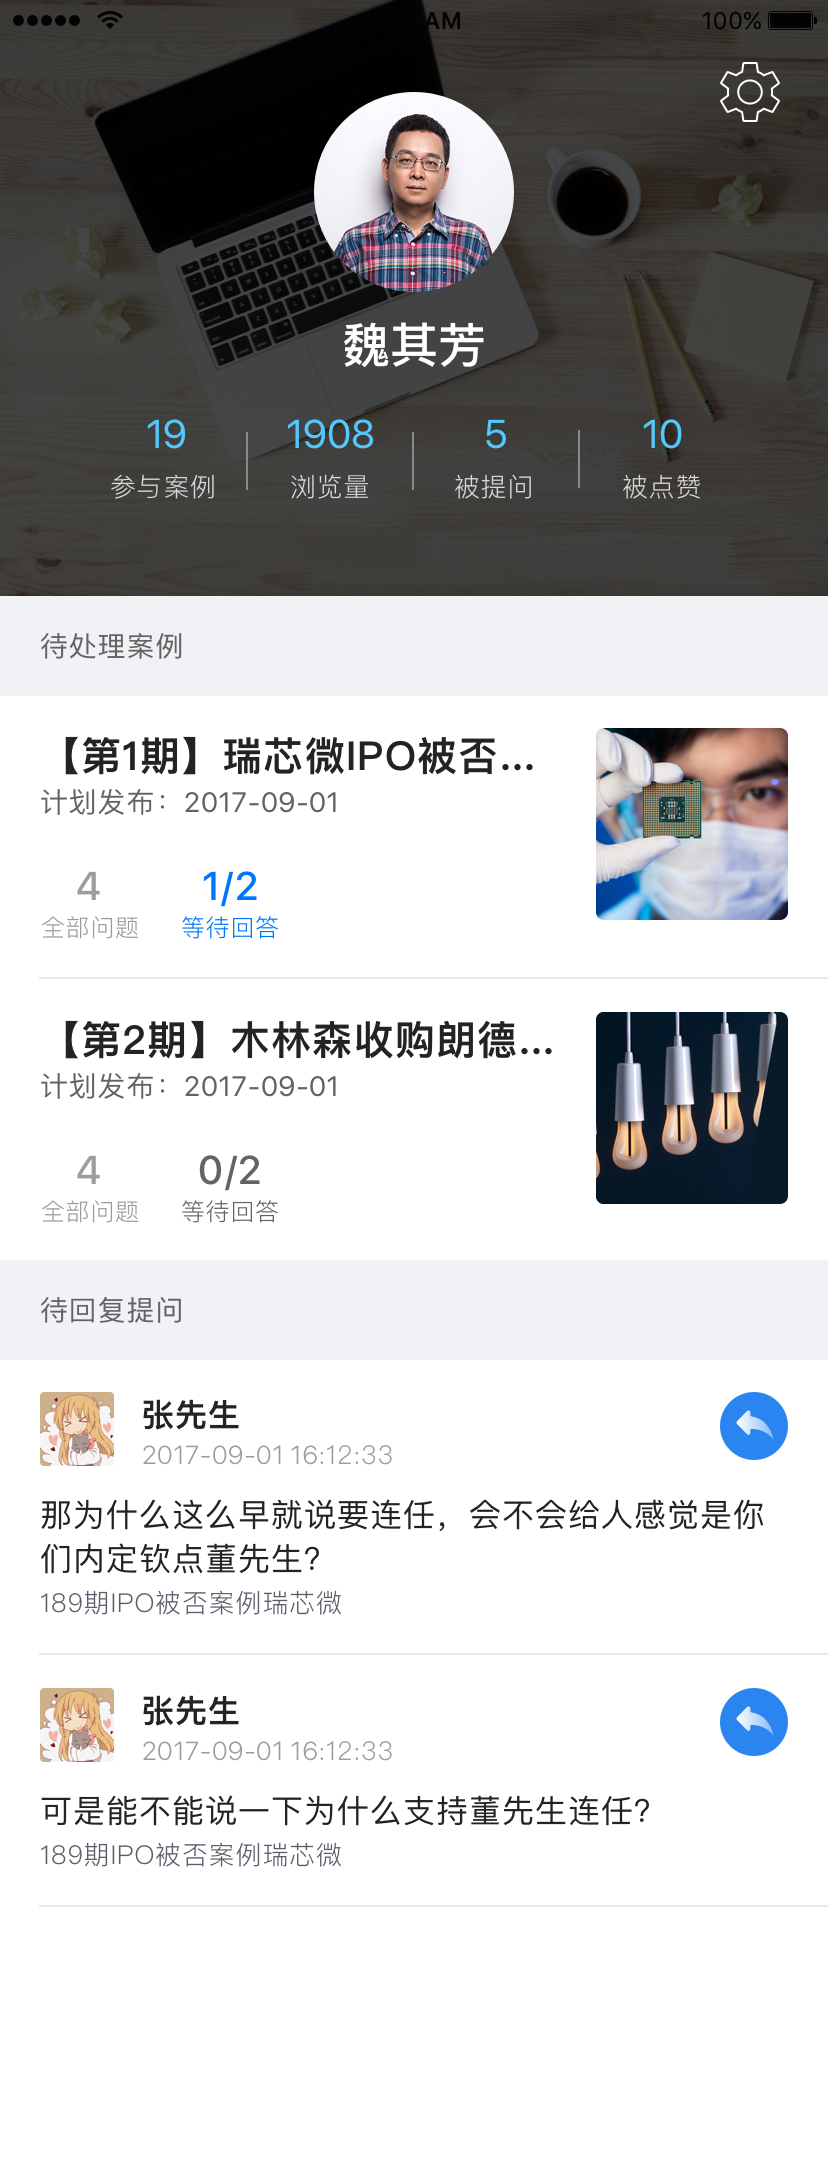 AM
100%
魏其芳
19
1908
5
10
参与案例
浏览量
被提问
被点赞
待处理案例
【第1期】瑞芯微IPO被否...
计划发布：2017-09-01
4
1/2
全部问题
等待回答
【第2期】木林森收购朗德...
计划发布：2017-09-01
4
0/2
全部问题
等待回答
待回复提问
张先生
2017-09-01 16:12:33
那为什么这么早就说要连任，会不会给人感觉是你
们内定钦点董先生？
189期IPO被否案例瑞芯微
张先生
2017-09-01 16:12:33
可是能不能说一下为什么支持董先生连任？
189期IPO被否案例瑞芯微